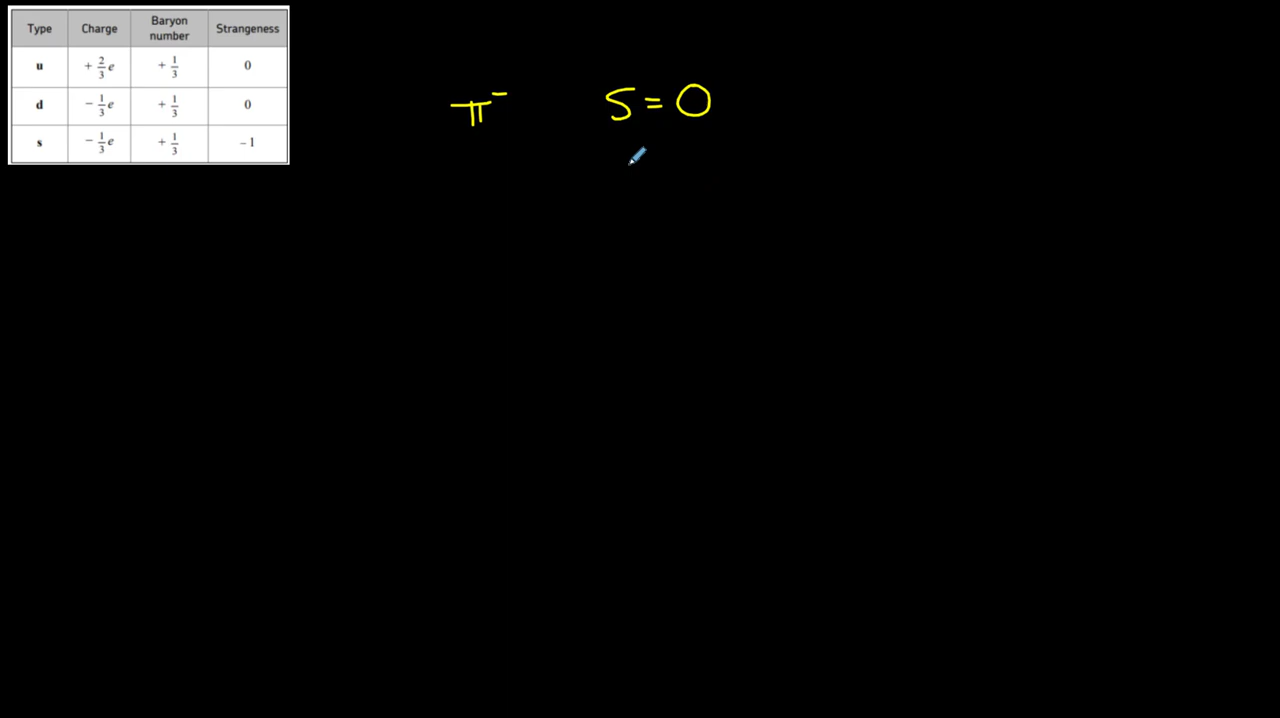 Type Charge Baryon number Strangeness
u + 2/3 e + 1/3 0
d − 1/3 e + 1/3 0
s − 1/3 e + 1/3 −1
π⁻ S = 0